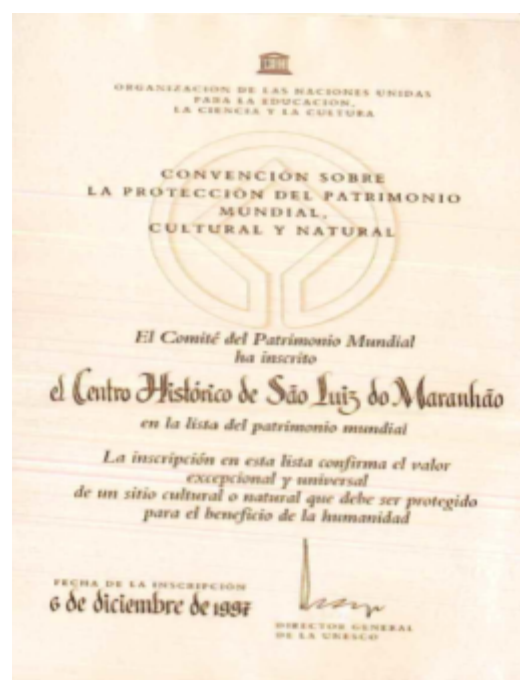 ORGANIZACION DE LAS NACIONES UNIDAS
PARA LA EDUCACION,
LA CIENCIA Y LA CULTURA
CONVENCIÓN SOBRE
LA PROTECCIÓN DEL PATRIMONIO
MUNDIAL,
CULTURAL Y NATURAL
El Comité del Patrimonio Mundial
ha inscrito
el Centro Histórico de São Luiz do Maranhão
en la lista del patrimonio mundial
La inscripción en esta lista confirma el valor
excepcional y universal
de un sitio cultural o natural que debe ser protegido
para el beneficio de la humanidad
FECHA DE LA INSCRIPCIÓN
6 de diciembre de 1997
DIRECTOR GENERAL
DE LA UNESCO